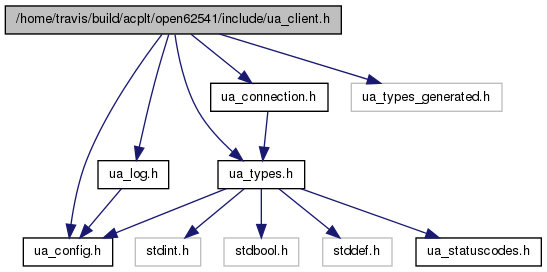 /home/travis/build/acplt/open62541/include/ua_client.h
ua_connection.h
ua_types_generated.h
ua_log.h
ua_types.h
ua_config.h
stdint.h
stdbool.h
stddef.h
ua_statuscodes.h